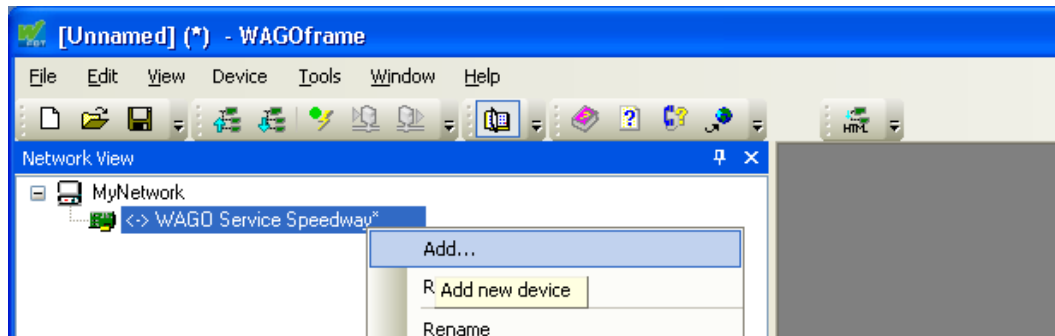 [Unnamed] (*) - WAGOframe
File Edit View Device Tools Window Help
HTML
Network View
MyNetwork
<-> WAGO Service Speedway*
Add...
Add new device
Rename